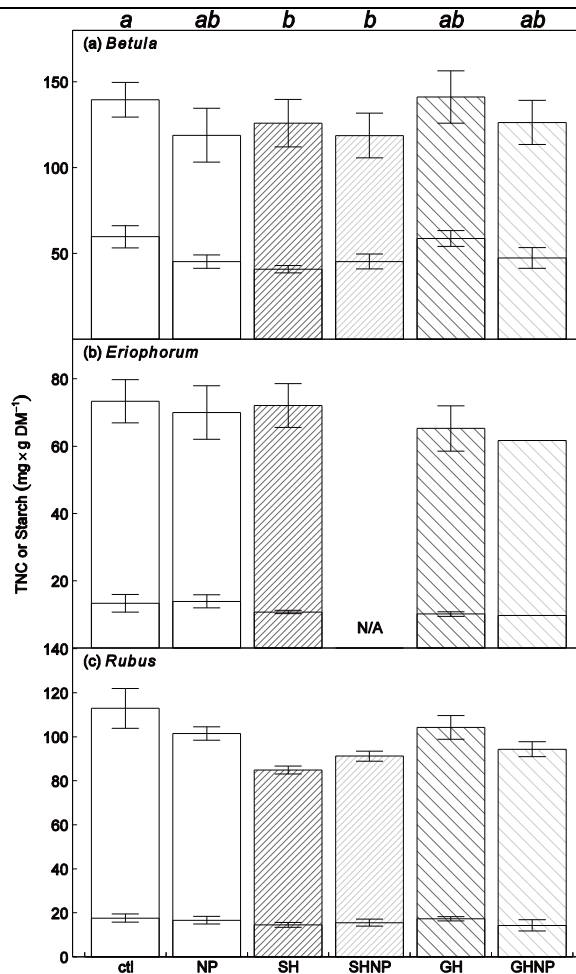 a ab b b ab ab
(a) Betula
150
100
50
(b) Eriophorum
80
60
40
20
N/A
TNC or Starch (mg × g DM⁻¹)
140
(c) Rubus
120
100
80
60
40
20
0
ctl NP SH SHNP GH GHNP